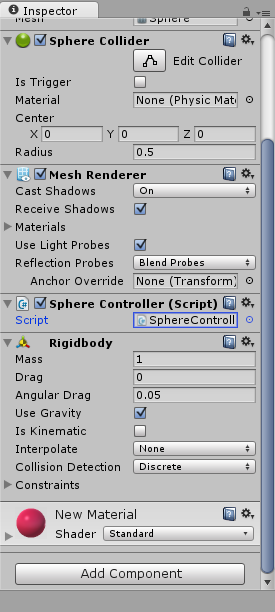 Inspector
Mesh Sphere
Sphere Collider
Edit Collider
Is Trigger
Material None (Physic Mat
Center
X 0 Y 0 Z 0
Radius 0.5
Mesh Renderer
Cast Shadows On
Receive Shadows
Materials
Use Light Probes
Reflection Probes Blend Probes
Anchor Override None (Transform)
Sphere Controller (Script)
Script SphereControll
Rigidbody
Mass 1
Drag 0
Angular Drag 0.05
Use Gravity
Is Kinematic
Interpolate None
Collision Detection Discrete
Constraints
New Material
Shader Standard
Add Component